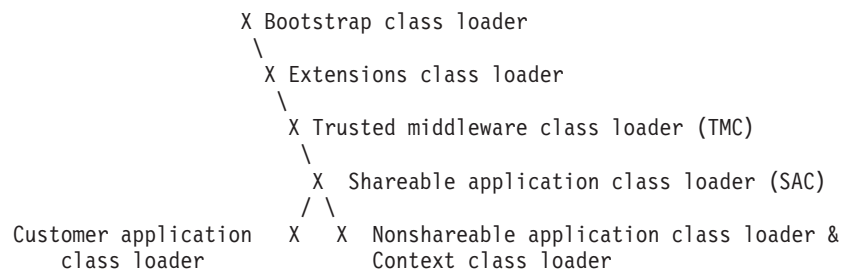 X Bootstrap class loader
\
X Extensions class loader
\
X Trusted middleware class loader (TMC)
\
X Shareable application class loader (SAC)
/ \
Customer application X X Nonshareable application class loader &
class loader Context class loader